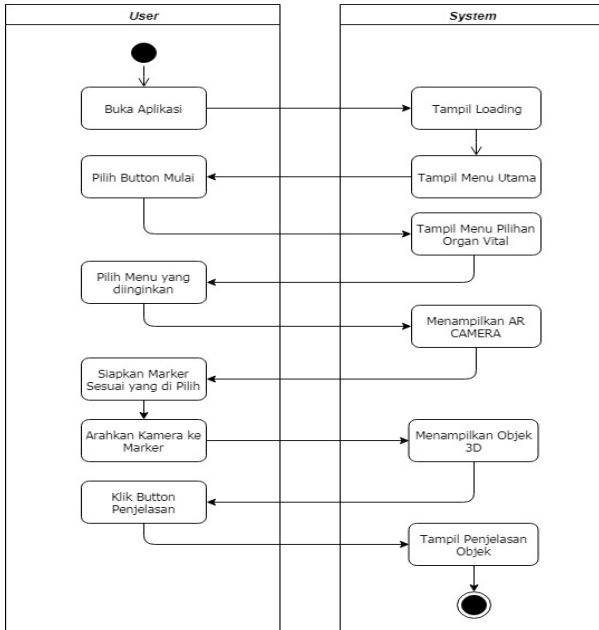 User
System
Buka Aplikasi
Tampil Loading
Pilih Button Mulai
Tampil Menu Utama
Tampil Menu Pilihan
Organ Vital
Pilih Menu yang
diinginkan
Menampilkan AR
CAMERA
Siapkan Marker
Sesuai yang di Pilih
Arahkan Kamera ke
Marker
Menampilkan Objek
3D
Klik Button
Penjelasan
Tampil Penjelasan
Objek